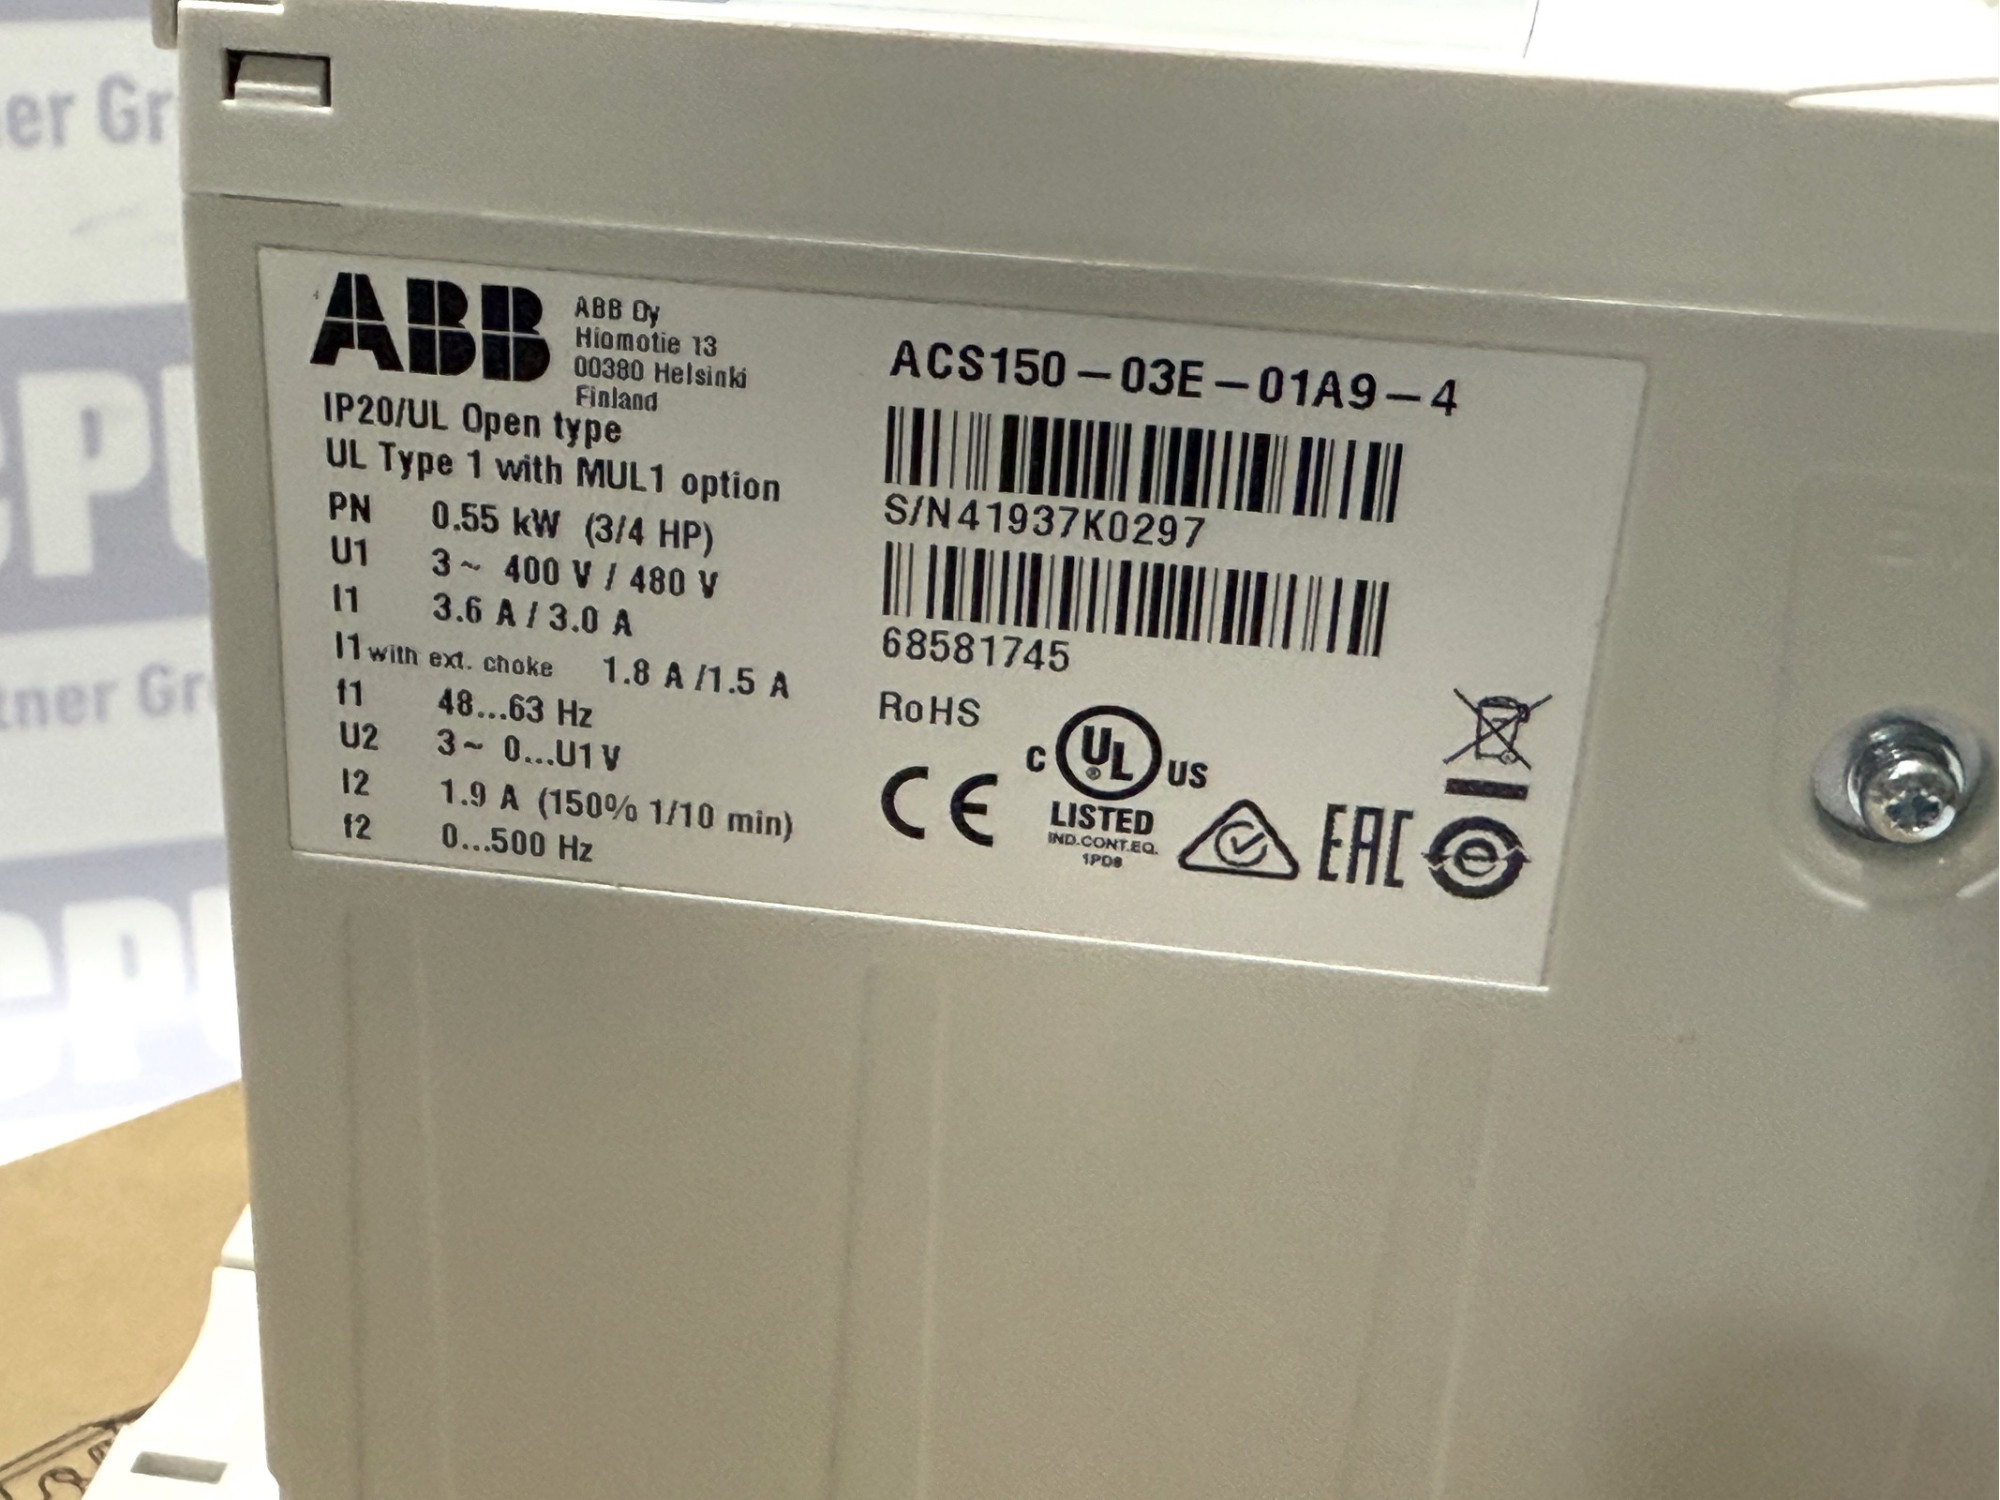 ABB
ABB Oy
Hiomotie 13
00380 Helsinki
Finland
IP20/UL Open type
UL Type 1 with MUL1 option
PN 0.55 kW (3/4 HP)
U1 3~ 400 V / 480 V
I1 3.6 A / 3.0 A
I1 with ext. choke 1.8 A /1.5 A
f1 48...63 Hz
U2 3~ 0...U1 V
I2 1.9 A (150% 1/10 min)
f2 0...500 Hz
ACS150-03E-01A9-4
S/N41937K0297
68581745
RoHS
C UL US
LISTED
IND.CONT.EQ.
1PD8
CE
EAC
e
er Gr
tner Gr